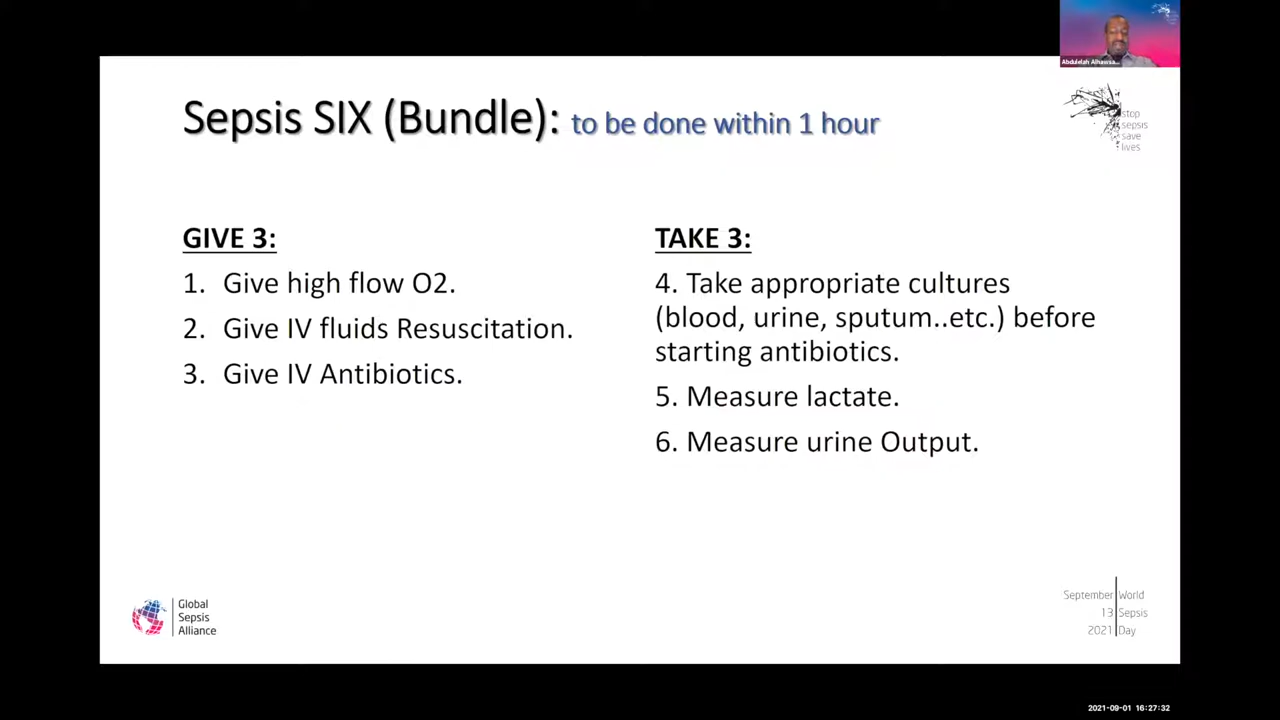 Abdulelah Alhawsa...
Sepsis SIX (Bundle): to be done within 1 hour
stop
sepsis
save
lives
GIVE 3:
1. Give high flow O2.
2. Give IV fluids Resuscitation.
3. Give IV Antibiotics.
TAKE 3:
4. Take appropriate cultures
(blood, urine, sputum..etc.) before
starting antibiotics.
5. Measure lactate.
6. Measure urine Output.
Global
Sepsis
Alliance
September World
13 Sepsis
2021 Day
2021-09-01 16:27:32